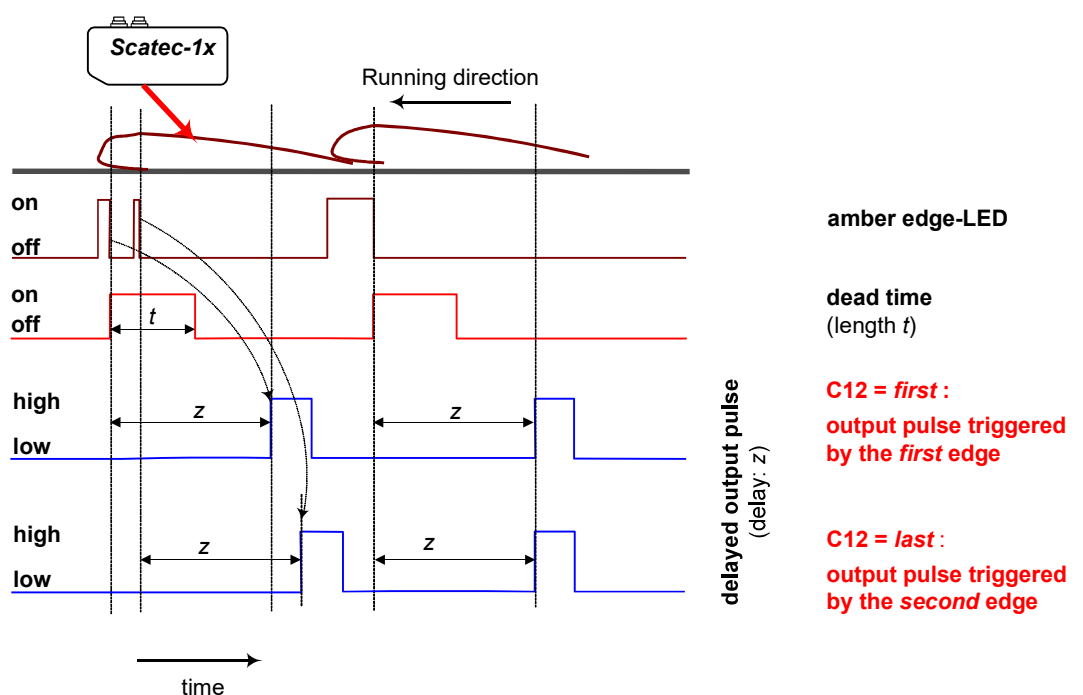 Scatec-1x
Running direction
on
off
amber edge-LED
on
off
t
dead time
(length t)
high
low
z
z
C12 = first :
output pulse triggered
by the first edge
delayed output pulse
(delay: z)
high
low
z
z
C12 = last :
output pulse triggered
by the second edge
time